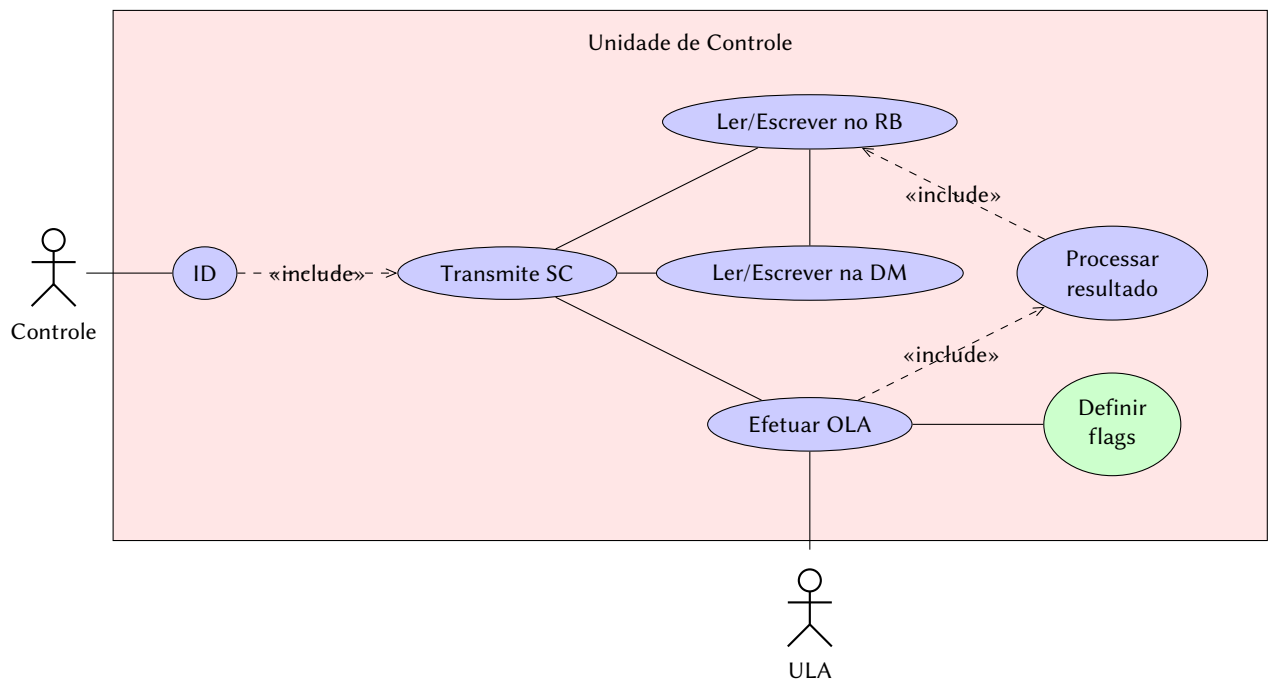 Unidade de Controle
Ler/Escrever no RB
«include»
Controle
ID
«include»
Transmite SC
Ler/Escrever na DM
Processar
resultado
«include»
Efetuar OLA
Definir
flags
ULA